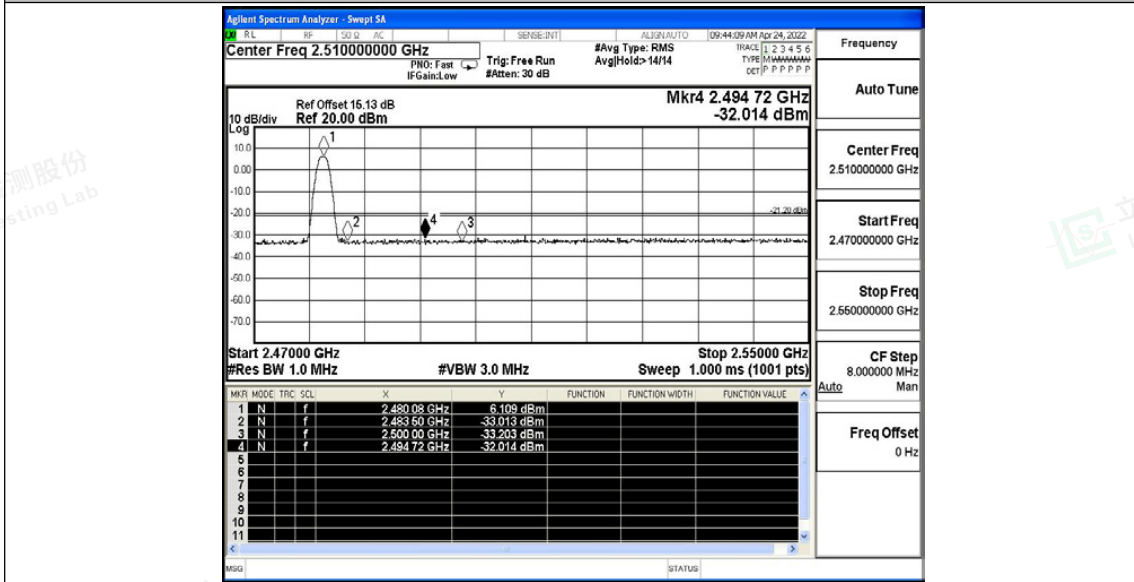 Agilent Spectrum Analyzer - Swept SA
RL RF 50 Ω AC SENSE:INT ALIGNAUTO 09:44:09 AM Apr 24, 2022
Center Freq 2.510000000 GHz
PNO: Fast
IFGain:Low
Trig: Free Run
#Atten: 30 dB
#Avg Type: RMS
Avg|Hold:>14/14
TRACE 1 2 3 4 5 6
TYPE MWWWWW
DET P P P P P P
Frequency
Auto Tune
Center Freq
2.510000000 GHz
Start Freq
2.470000000 GHz
Stop Freq
2.550000000 GHz
CF Step
8.000000 MHz
Auto Man
Freq Offset
0 Hz
Mkr4 2.494 72 GHz
-32.014 dBm
Ref Offset 15.13 dB
10 dB/div Ref 20.00 dBm
Log
10.0
0.00
-10.0
-20.0
-30.0
-40.0
-50.0
-60.0
-70.0
1
2
4
3
-21.20 dBm
Start 2.47000 GHz Stop 2.55000 GHz
#Res BW 1.0 MHz #VBW 3.0 MHz Sweep 1.000 ms (1001 pts)
MKR MODE TRC SCL X Y FUNCTION FUNCTION WIDTH FUNCTION VALUE
1 N f 2.480 08 GHz 6.109 dBm
2 N f 2.483 50 GHz -33.013 dBm
3 N f 2.500 00 GHz -33.203 dBm
4 N f 2.494 72 GHz -32.014 dBm
5
6
7
8
9
10
11
MSG STATUS
测股份
sting Lab